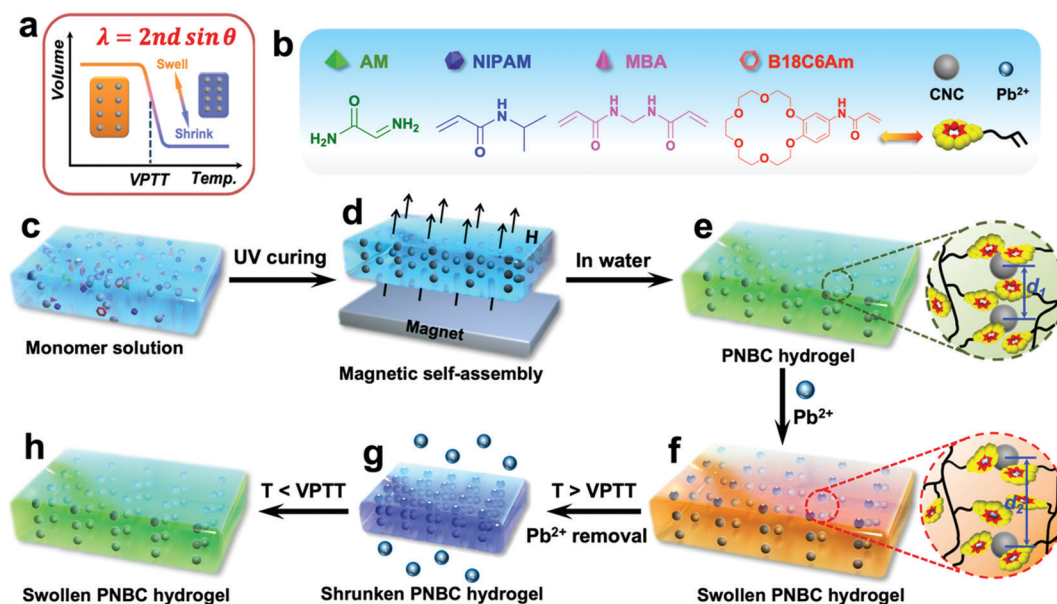 a
λ = 2nd sin θ
Volume
Swell
Shrink
VPTT
Temp.
b
AM
NIPAM
MBA
B18C6Am
CNC
Pb²⁺
H₂N
NH₂
O
N
H
O
H
N
H
N
O
O
O
O
O
O
O
O
H
N
O
c
Monomer solution
UV curing
d
H
Magnet
Magnetic self-assembly
In water
e
d₁
PNBC hydrogel
Pb²⁺
f
d₂
Swollen PNBC hydrogel
T > VPTT
Pb²⁺ removal
g
Shrunken PNBC hydrogel
T < VPTT
h
Swollen PNBC hydrogel